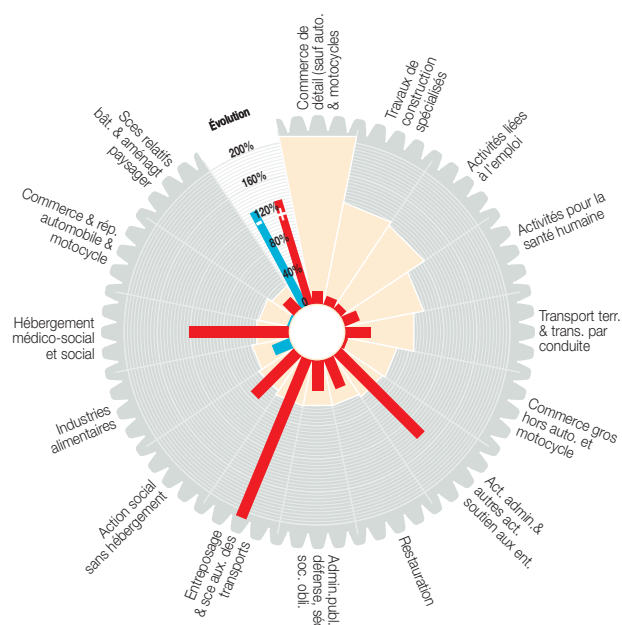 Commerce de
détail (sauf auto.
& motocycles
Travaux de
construction
spécialisés
Activités liées
à l'emploi
Activités pour la
santé humaine
Transport terr.
& trans. par
conduite
Commerce gros
hors auto. et
motocycle
Act. admin.&
autres act.
soutien aux ent.
Restauration
Admin.publ.
défense, séc
soc. obli.
Entreposage
& sce aux. des
transports
Action social
sans hébergement
Industries
alimentaires
Hébergement
médico-social
et social
Commerce & rép.
automobile &
motocycle
Sces relatifs
bât. & aménagt
paysager
Évolution
200%
160%
120%
80%
40%
0